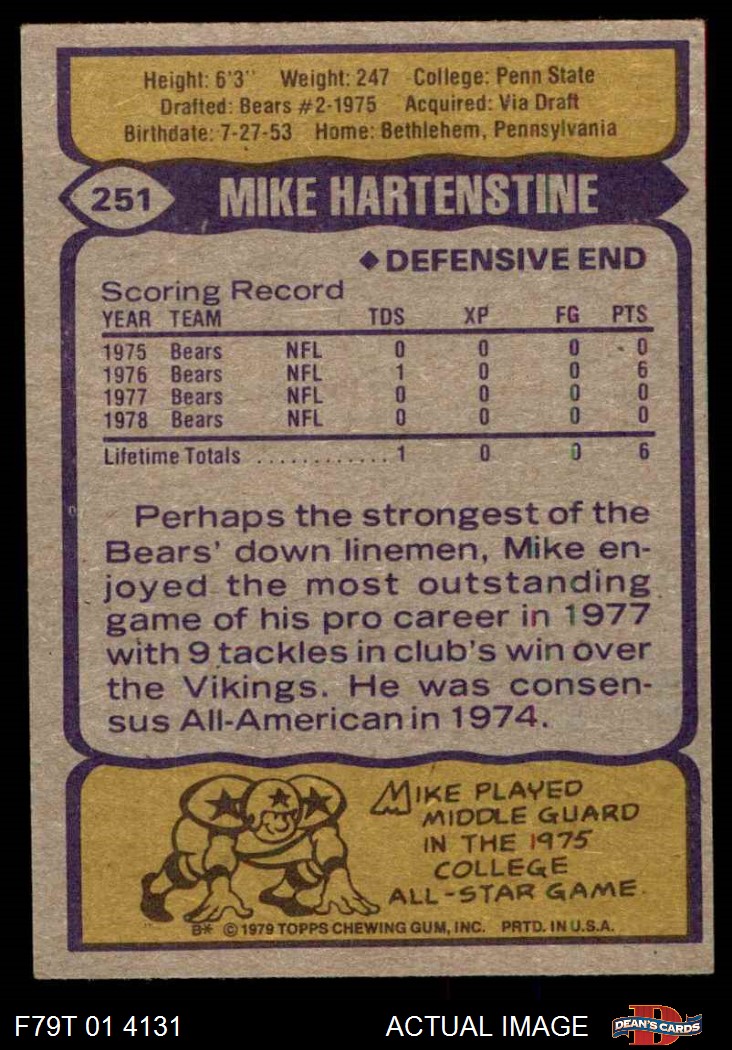 Height: 6'3" Weight: 247 College: Penn State
Drafted: Bears #2-1975 Acquired: Via Draft
Birthdate: 7-27-53 Home: Bethlehem, Pennsylvania
251 MIKE HARTENSTINE
◆ DEFENSIVE END
Scoring Record
YEAR TEAM TDS XP FG PTS
1975 Bears NFL 0 0 0 0
1976 Bears NFL 1 0 0 6
1977 Bears NFL 0 0 0 0
1978 Bears NFL 0 0 0 0
Lifetime Totals ............ 1 0 0 6
Perhaps the strongest of the
Bears' down linemen, Mike en-
joyed the most outstanding
game of his pro career in 1977
with 9 tackles in club's win over
the Vikings. He was consen-
sus All-American in 1974.
MIKE PLAYED
MIDDLE GUARD
IN THE 1975
COLLEGE
ALL-STAR GAME.
B* © 1979 TOPPS CHEWING GUM, INC. PRTD. IN U.S.A.
F79T 01 4131 ACTUAL IMAGE D DEAN'S CARDS